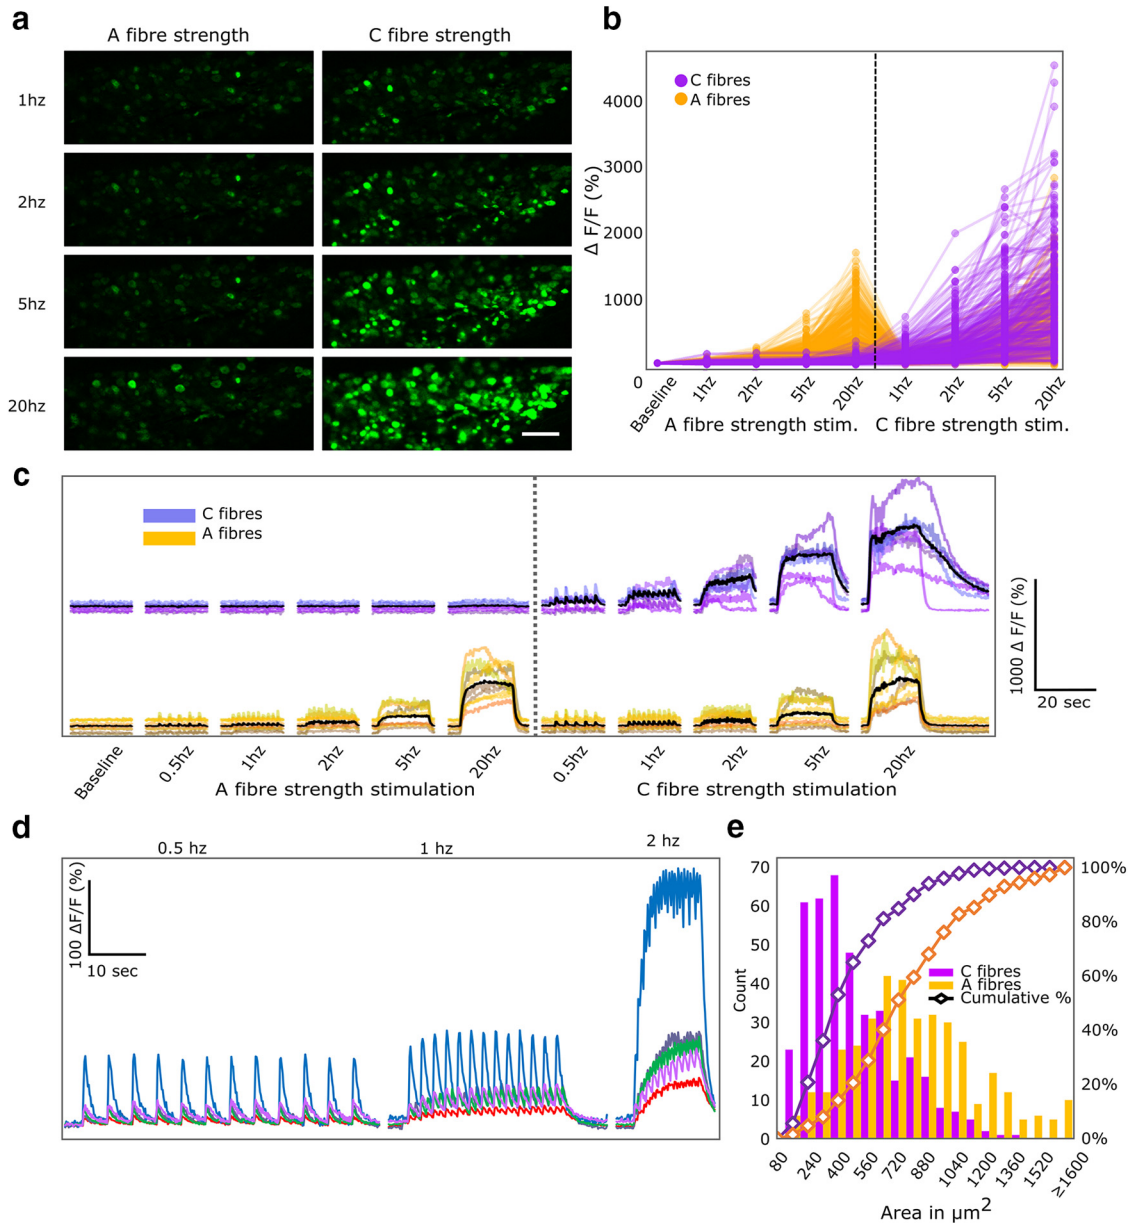 a
A fibre strength
C fibre strength
1hz
2hz
5hz
20hz
b
C fibres
A fibres
Δ F/F (%)
4000
3000
2000
1000
0
Baseline
1hz
2hz
5hz
20hz
1hz
2hz
5hz
20hz
A fibre strength stim.
C fibre strength stim.
c
C fibres
A fibres
1000 Δ F/F (%)
20 sec
Baseline
0.5hz
1hz
2hz
5hz
20hz
0.5hz
1hz
2hz
5hz
20hz
A fibre strength stimulation
C fibre strength stimulation
d
0.5 hz
1 hz
2 hz
100 ΔF/F (%)
10 sec
e
70
60
50
40
30
20
10
0
Count
100%
80%
60%
40%
20%
0%
C fibres
A fibres
Cumulative %
80
240
400
560
720
880
1040
1200
1360
1520
≥1600
Area in µm2